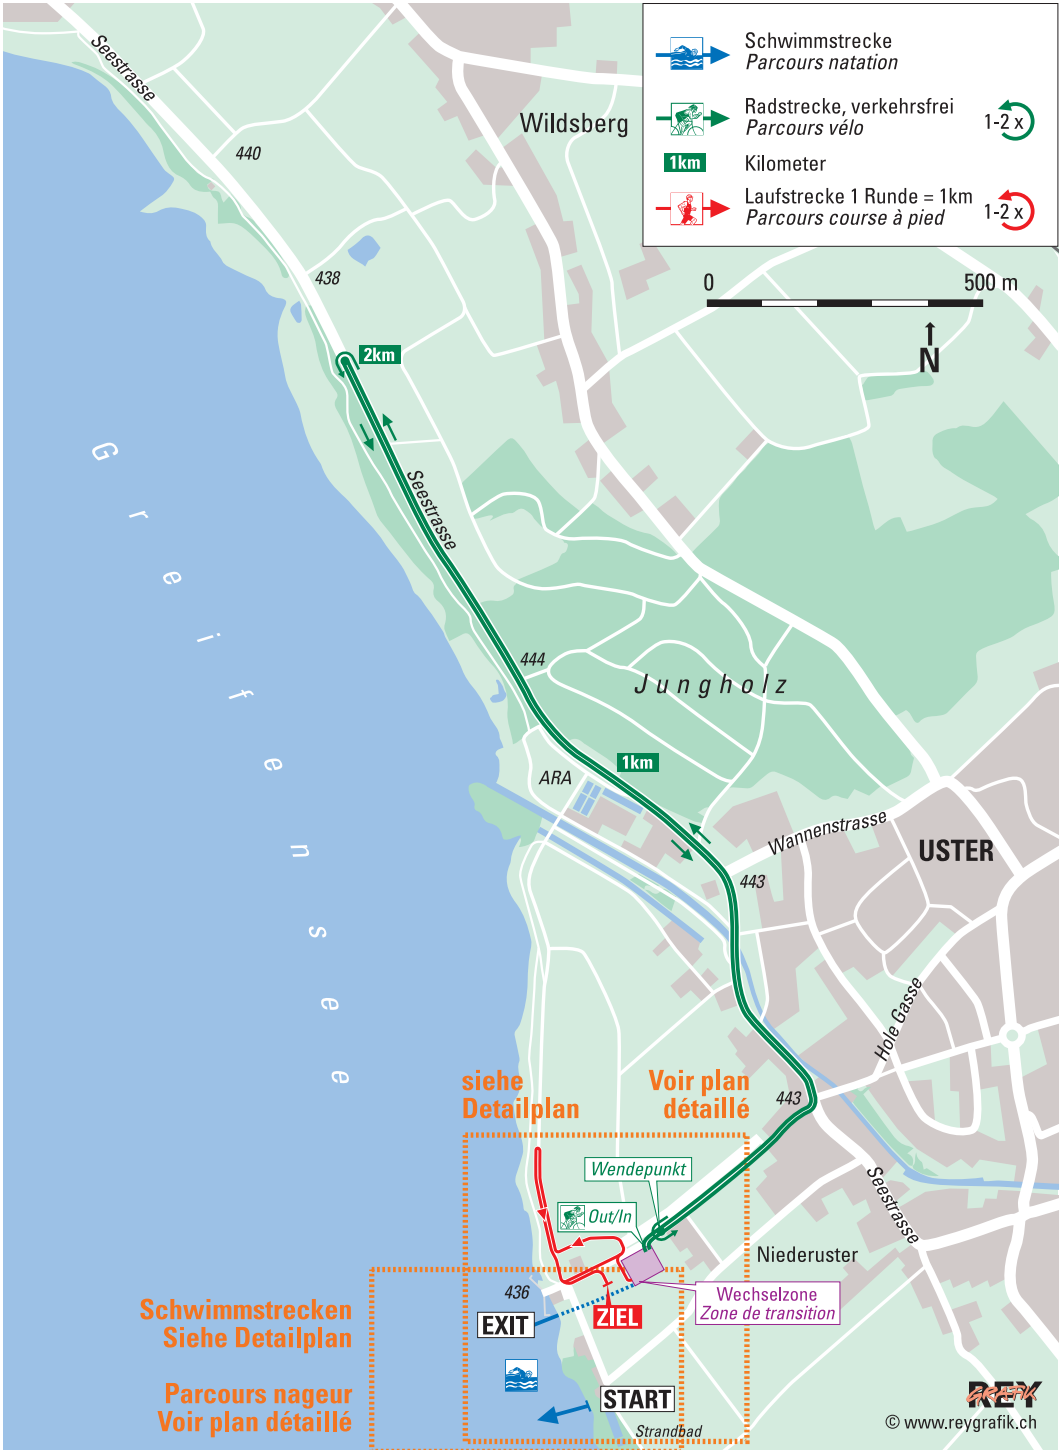 Schwimmstrecke
Parcours natation
Radstrecke, verkehrsfrei
Parcours vélo
1-2 x
1km
Kilometer
Laufstrecke 1 Runde = 1km
Parcours course à pied
1-2 x
0
500 m
N
Seestrasse
Wildsberg
440
438
2km
Greifensee
Seestrasse
444
Jungholz
1km
ARA
Wannenstrasse
USTER
443
Hole Gasse
siehe
Detailplan
Voir plan
détaillé
443
Wendepunkt
Seestrasse
Out/In
Niederuster
436
Wechselzone
Zone de transition
ZIEL
EXIT
Schwimmstrecken
Siehe Detailplan
Parcours nageur
Voir plan détaillé
START
Strandbad
REY
GRAFIK
© www.reygrafik.ch